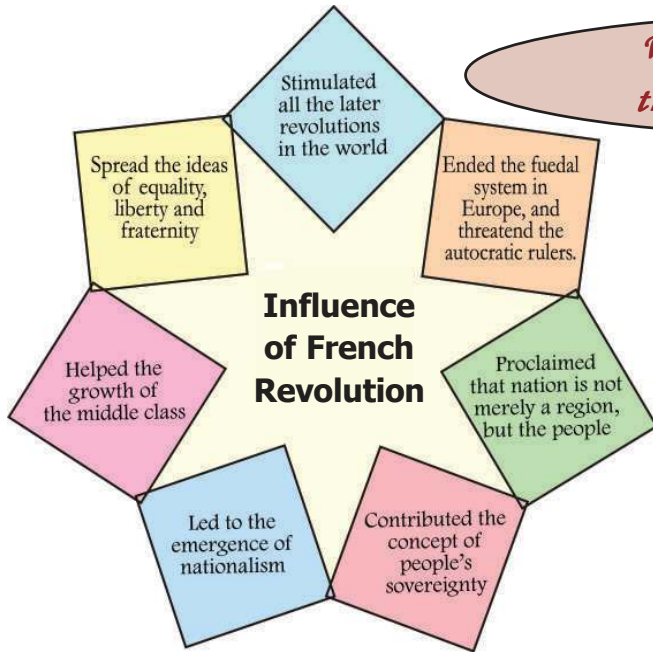 Stimulated
all the later
revolutions
in the world
Ended the fuedal
system in
Europe, and
threatend the
autocratic rulers.
Proclaimed
that nation is not
merely a region,
but the people
Contributed the
concept of
people's
sovereignty
Led to the
emergence of
nationalism
Helped the
growth of
the middle class
Spread the ideas
of equality,
liberty and
fraternity
Influence
of French
Revolution